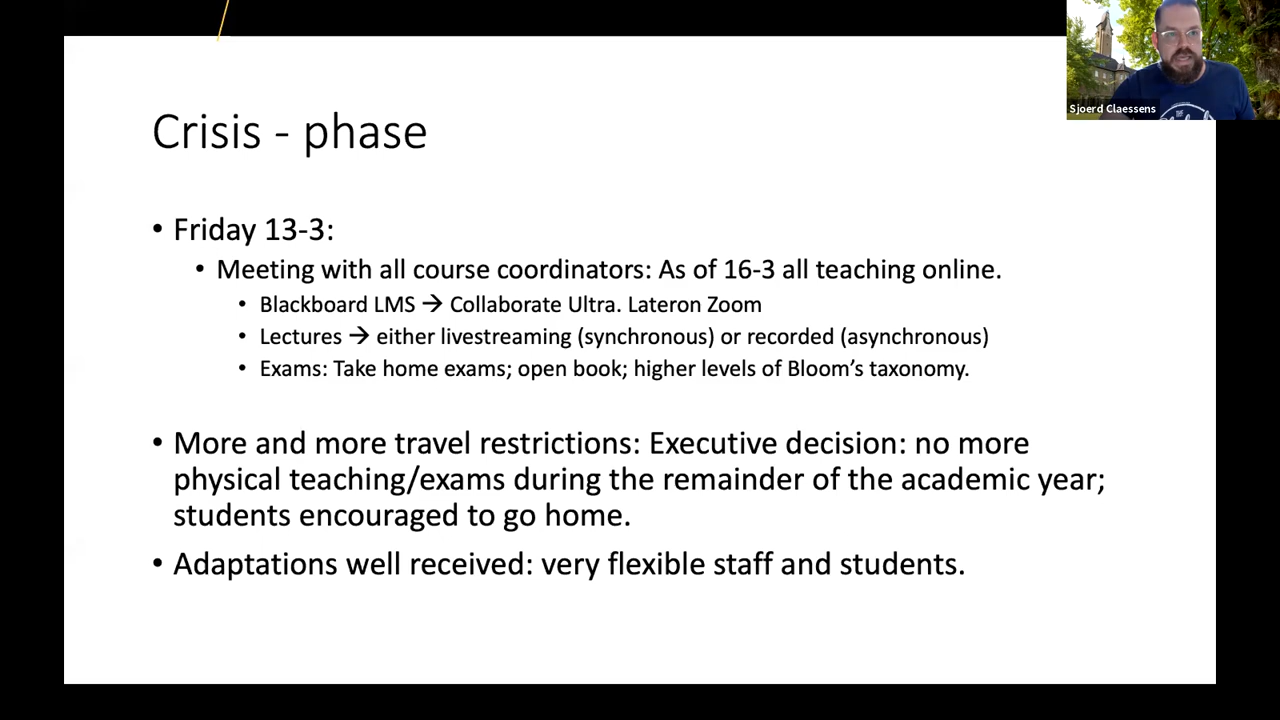 Crisis - phase
Sjoerd Claessens
THE
• Friday 13-3:
• Meeting with all course coordinators: As of 16-3 all teaching online.
• Blackboard LMS → Collaborate Ultra. Lateron Zoom
• Lectures → either livestreaming (synchronous) or recorded (asynchronous)
• Exams: Take home exams; open book; higher levels of Bloom’s taxonomy.
• More and more travel restrictions: Executive decision: no more
physical teaching/exams during the remainder of the academic year;
students encouraged to go home.
• Adaptations well received: very flexible staff and students.